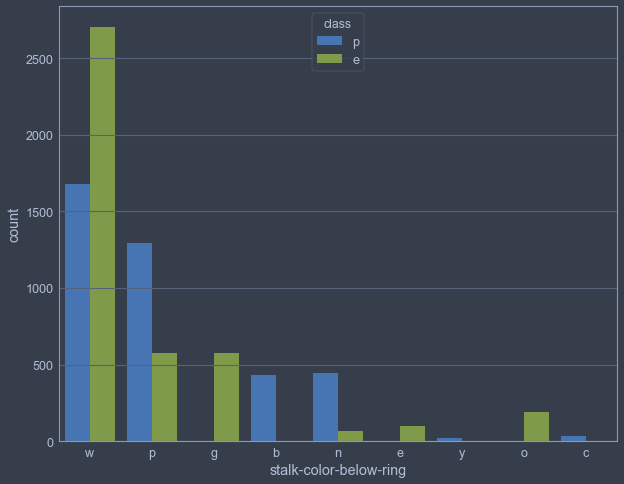 class
p
e
2500
2000
1500
1000
500
0
count
w p g b n e y o c
stalk-color-below-ring